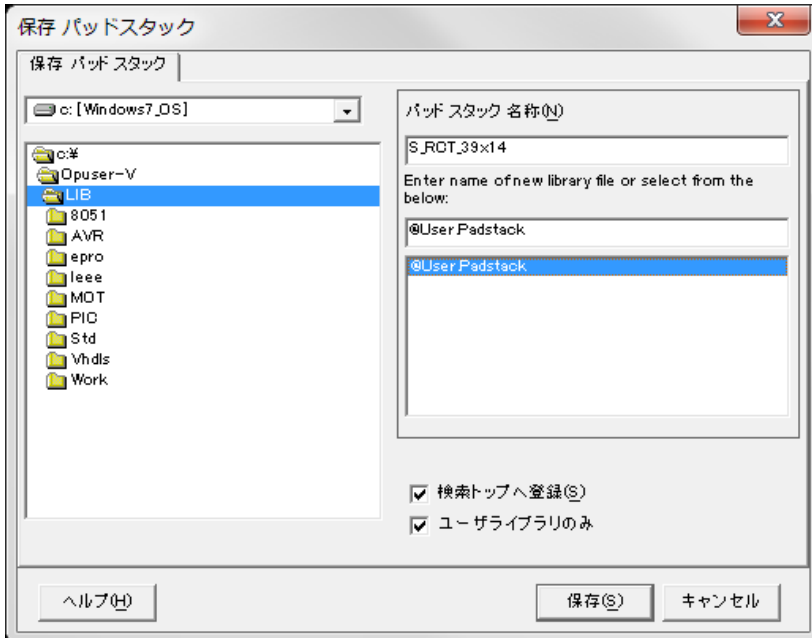 保存 パッドスタック
保存 パッド スタック
c: [Windows7_OS]
c:¥
Opuser-V
LIB
8051
AVR
epro
Ieee
MOT
PIC
Std
Vhdls
Work
パッド スタック 名称(N)
S_RCT_39x14
Enter name of new library file or select from the
below:
@User.Padstack
@User.Padstack
検索トップへ登録(S)
ユーザライブラリのみ
ヘルプ(H)
保存(S)
キャンセル